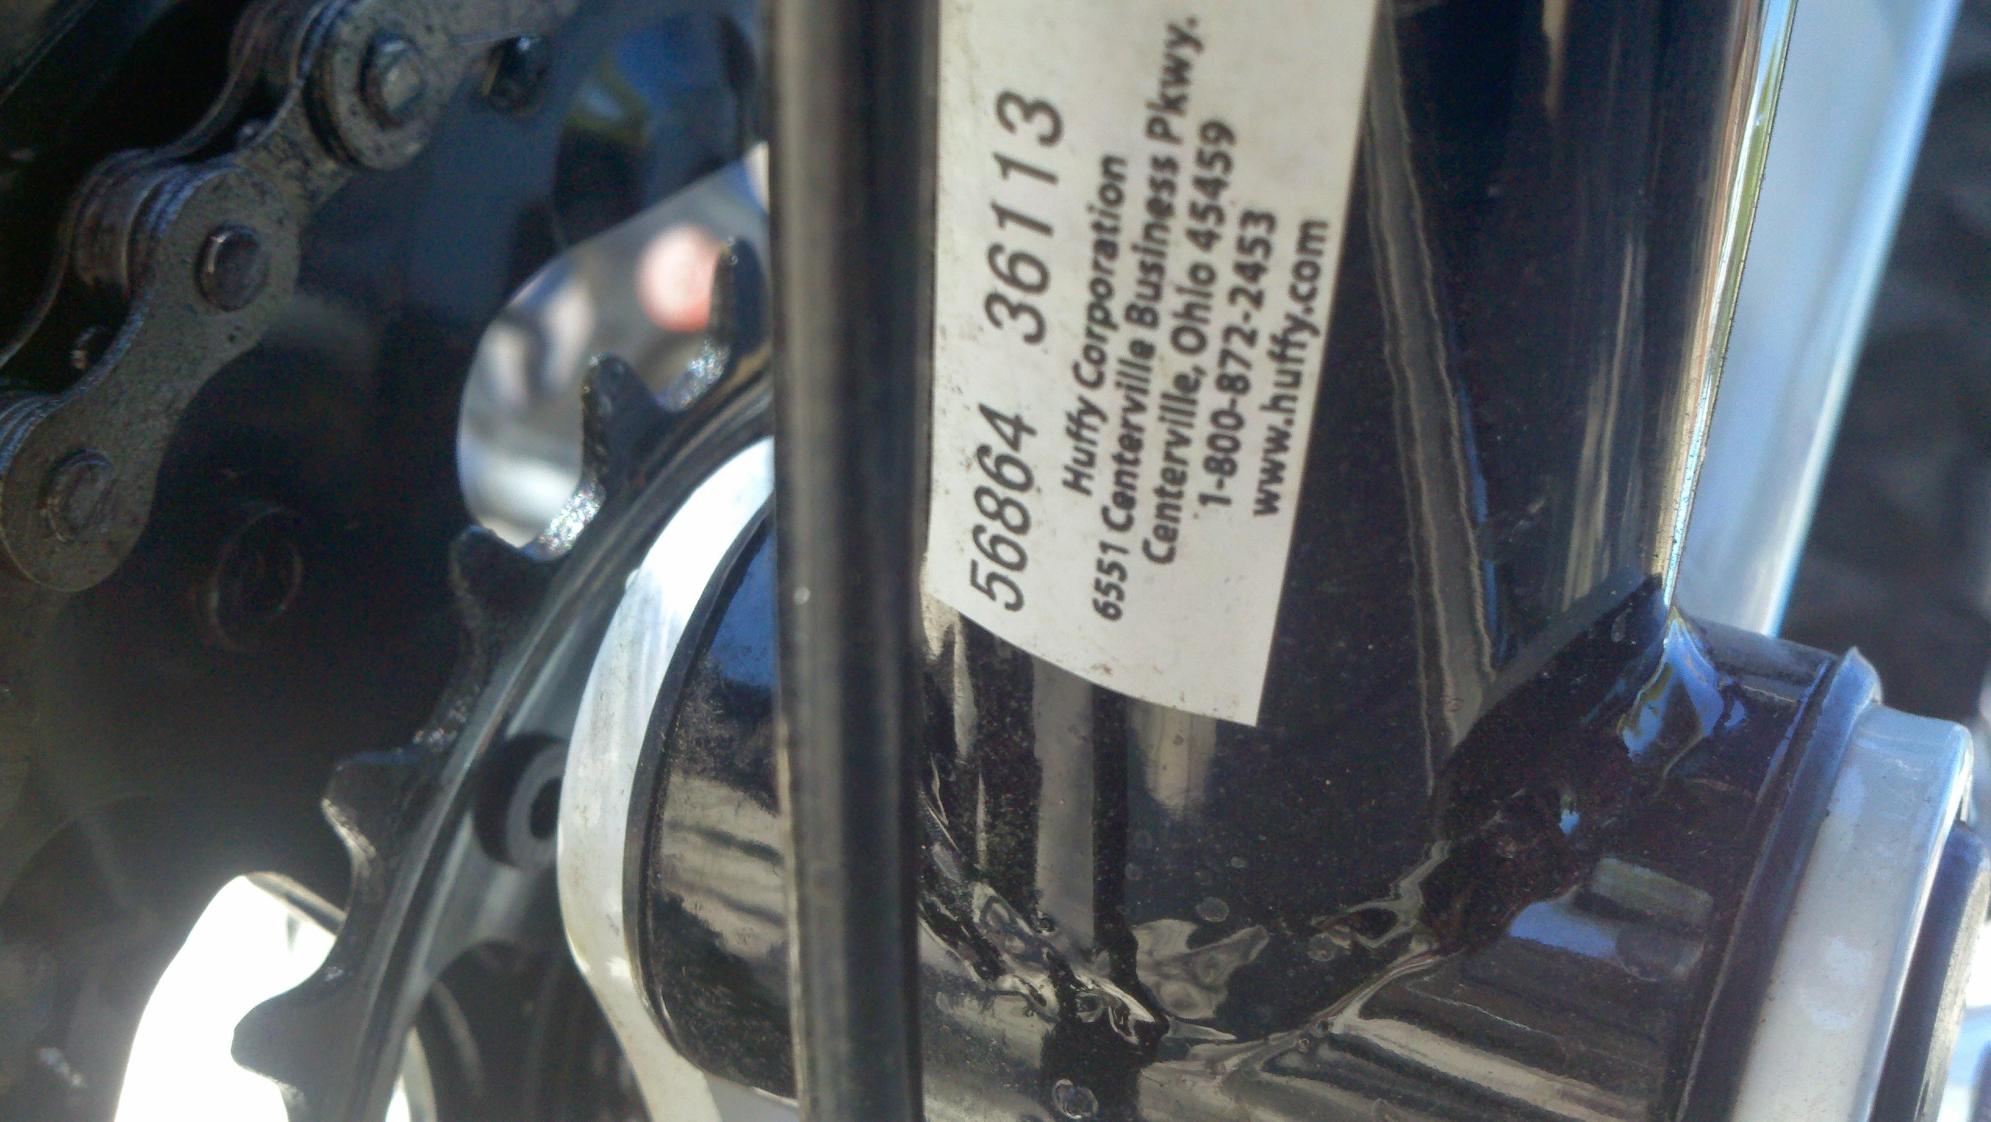 56864 36113
Huffy Corporation
6551 Centerville Business Pkwy.
Centerville, Ohio 45459
1-800-872-2453
www.huffy.com